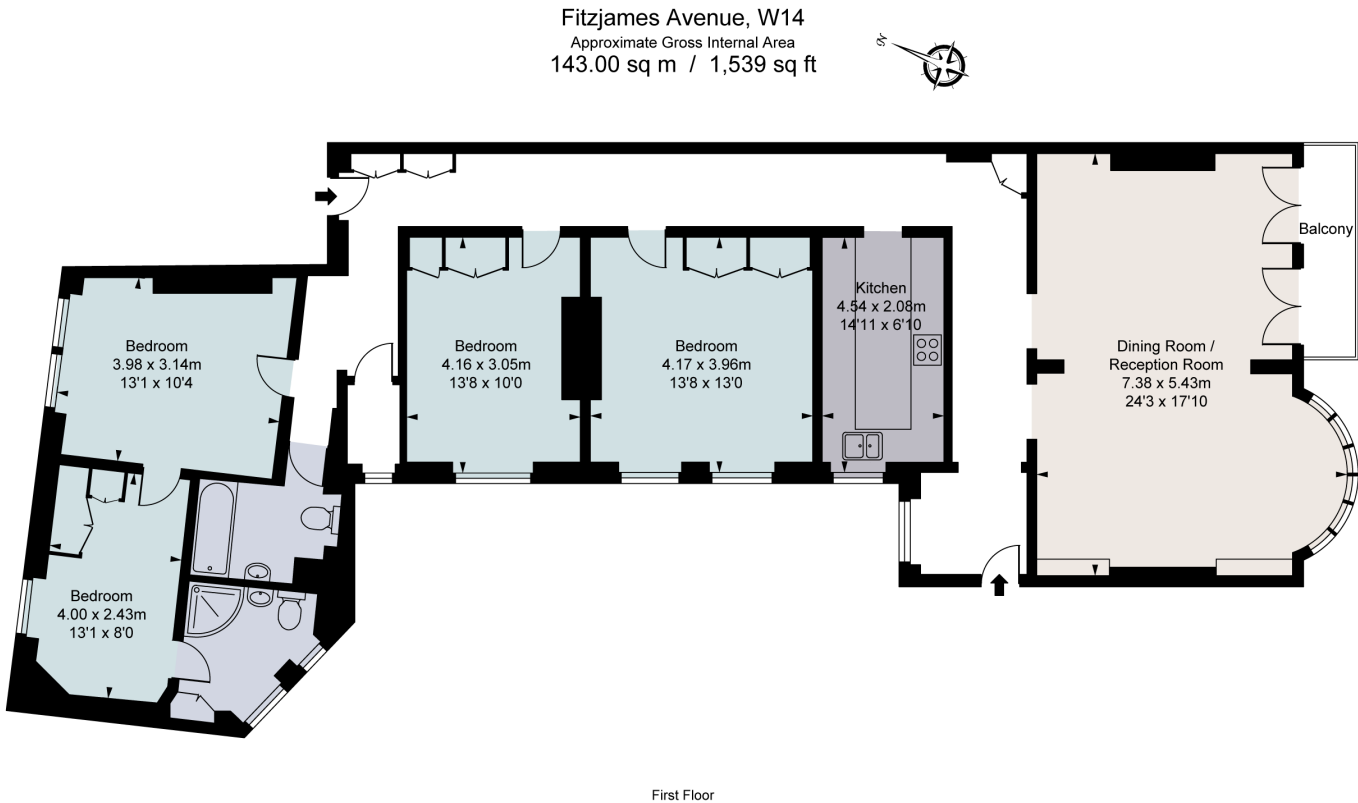 Fitzjames Avenue, W14
Approximate Gross Internal Area
143.00 sq m / 1,539 sq ft
N
Balcony
Kitchen
4.54 x 2.08m
14'11 x 6'10
Bedroom
3.98 x 3.14m
13'1 x 10'4
Bedroom
4.16 x 3.05m
13'8 x 10'0
Bedroom
4.17 x 3.96m
13'8 x 13'0
Dining Room /
Reception Room
7.38 x 5.43m
24'3 x 17'10
Bedroom
4.00 x 2.43m
13'1 x 8'0
First Floor